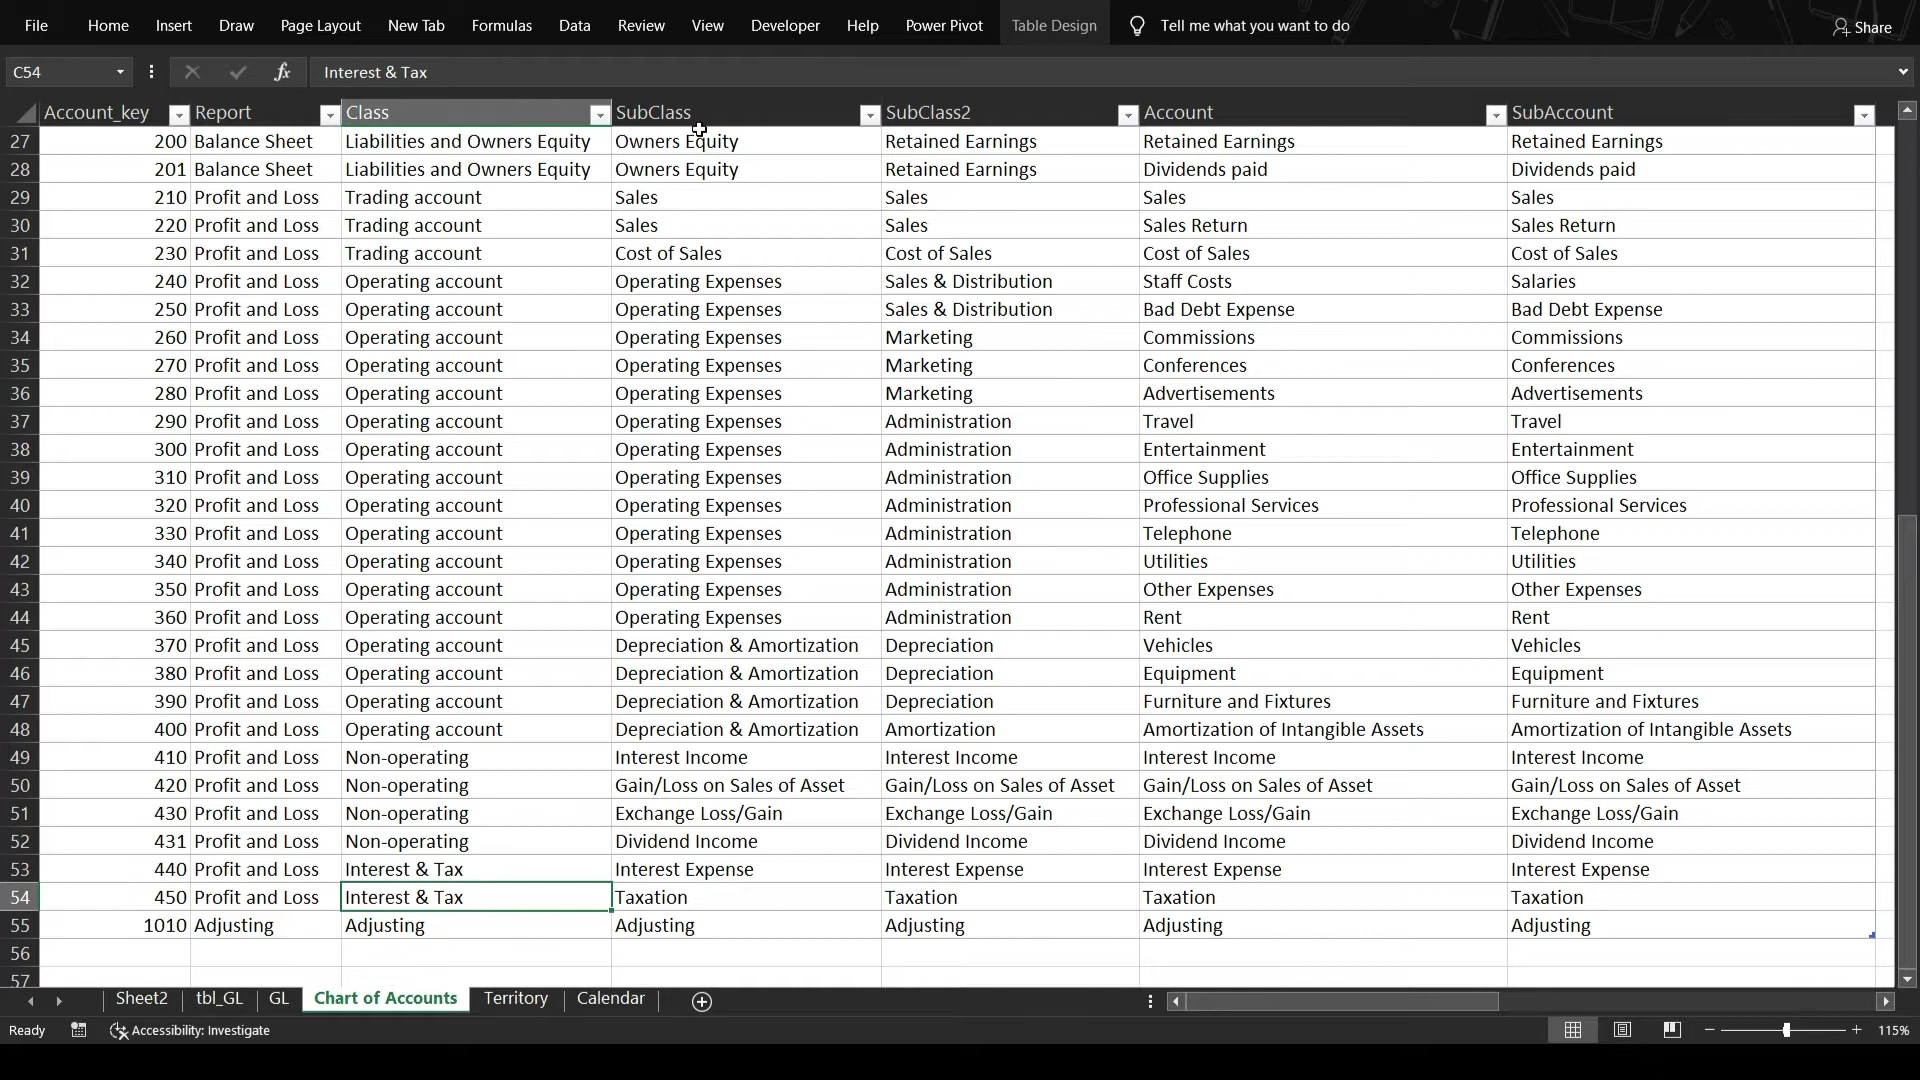 File Home Insert Draw Page Layout New Tab Formulas Data Review View Developer Help Power Pivot Table Design Tell me what you want to do Share
C54 fx Interest & Tax
Account_key Report Class SubClass SubClass2 Account SubAccount
27 200 Balance Sheet Liabilities and Owners Equity Owners Equity Retained Earnings Retained Earnings Retained Earnings
28 201 Balance Sheet Liabilities and Owners Equity Owners Equity Retained Earnings Dividends paid Dividends paid
29 210 Profit and Loss Trading account Sales Sales Sales Sales
30 220 Profit and Loss Trading account Sales Sales Sales Return Sales Return
31 230 Profit and Loss Trading account Cost of Sales Cost of Sales Cost of Sales Cost of Sales
32 240 Profit and Loss Operating account Operating Expenses Sales & Distribution Staff Costs Salaries
33 250 Profit and Loss Operating account Operating Expenses Sales & Distribution Bad Debt Expense Bad Debt Expense
34 260 Profit and Loss Operating account Operating Expenses Marketing Commissions Commissions
35 270 Profit and Loss Operating account Operating Expenses Marketing Conferences Conferences
36 280 Profit and Loss Operating account Operating Expenses Marketing Advertisements Advertisements
37 290 Profit and Loss Operating account Operating Expenses Administration Travel Travel
38 300 Profit and Loss Operating account Operating Expenses Administration Entertainment Entertainment
39 310 Profit and Loss Operating account Operating Expenses Administration Office Supplies Office Supplies
40 320 Profit and Loss Operating account Operating Expenses Administration Professional Services Professional Services
41 330 Profit and Loss Operating account Operating Expenses Administration Telephone Telephone
42 340 Profit and Loss Operating account Operating Expenses Administration Utilities Utilities
43 350 Profit and Loss Operating account Operating Expenses Administration Other Expenses Other Expenses
44 360 Profit and Loss Operating account Operating Expenses Administration Rent Rent
45 370 Profit and Loss Operating account Depreciation & Amortization Depreciation Vehicles Vehicles
46 380 Profit and Loss Operating account Depreciation & Amortization Depreciation Equipment Equipment
47 390 Profit and Loss Operating account Depreciation & Amortization Depreciation Furniture and Fixtures Furniture and Fixtures
48 400 Profit and Loss Operating account Depreciation & Amortization Amortization Amortization of Intangible Assets Amortization of Intangible Assets
49 410 Profit and Loss Non-operating Interest Income Interest Income Interest Income Interest Income
50 420 Profit and Loss Non-operating Gain/Loss on Sales of Asset Gain/Loss on Sales of Asset Gain/Loss on Sales of Asset Gain/Loss on Sales of Asset
51 430 Profit and Loss Non-operating Exchange Loss/Gain Exchange Loss/Gain Exchange Loss/Gain Exchange Loss/Gain
52 431 Profit and Loss Non-operating Dividend Income Dividend Income Dividend Income Dividend Income
53 440 Profit and Loss Interest & Tax Interest Expense Interest Expense Interest Expense Interest Expense
54 450 Profit and Loss Interest & Tax Taxation Taxation Taxation Taxation
55 1010 Adjusting Adjusting Adjusting Adjusting Adjusting Adjusting
56
57
Sheet2 tbl_GL GL Chart of Accounts Territory Calendar
Ready Accessibility: Investigate 115%